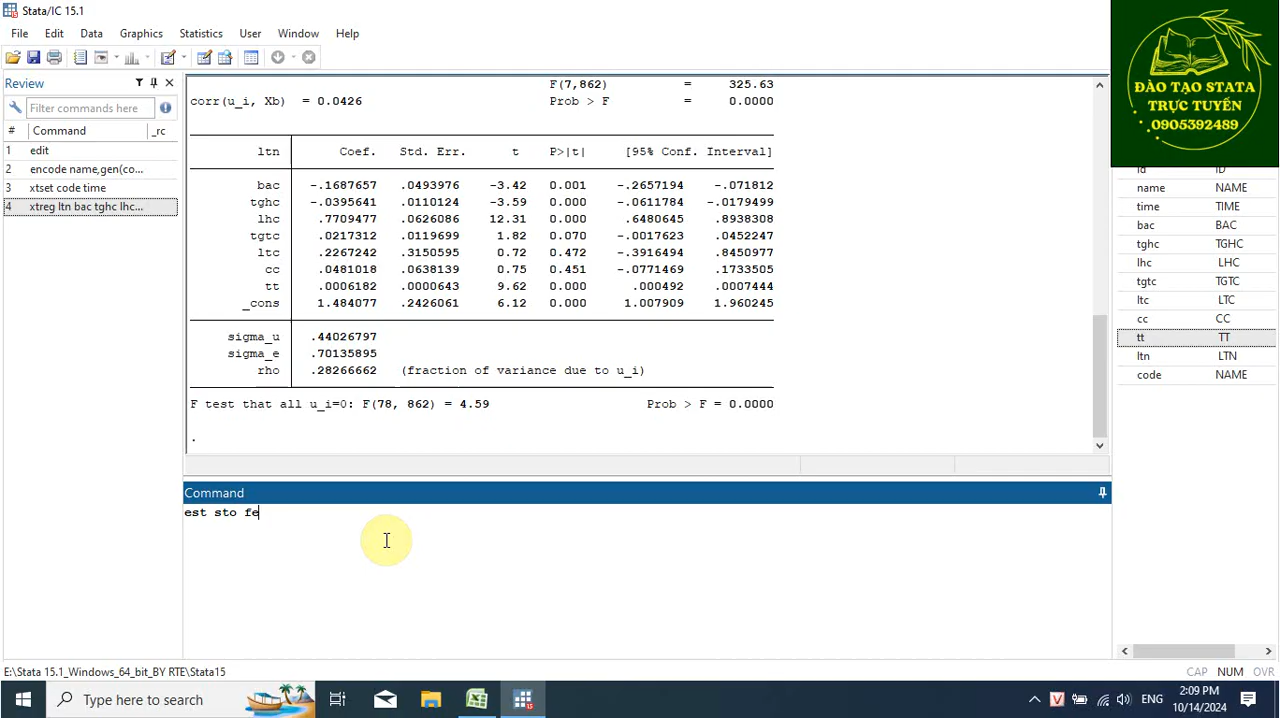 Stata/IC 15.1
File Edit Data Graphics Statistics User Window Help
ĐÀO TẠO STATA
TRỰC TUYẾN
0905392489
Review
Filter commands here
# Command _rc
1 edit
2 encode name,gen(co...
3 xtset code time
4 xtreg ltn bac tghc lhc...
F(7,862) = 325.63
corr(u_i, Xb) = 0.0426 Prob > F = 0.0000
ltn Coef. Std. Err. t P>|t| [95% Conf. Interval]
bac -.1687657 .0493976 -3.42 0.001 -.2657194 -.071812
tghc -.0395641 .0110124 -3.59 0.000 -.0611784 -.0179499
lhc .7709477 .0626086 12.31 0.000 .6480645 .8938308
tgtc .0217312 .0119699 1.82 0.070 -.0017623 .0452247
ltc .2267242 .3150595 0.72 0.472 -.3916494 .8450977
cc .0481018 .0638139 0.75 0.451 -.0771469 .1733505
tt .0006182 .0000643 9.62 0.000 .000492 .0007444
_cons 1.484077 .2426061 6.12 0.000 1.007909 1.960245
sigma_u .44026797
sigma_e .70135895
rho .28266662 (fraction of variance due to u_i)
F test that all u_i=0: F(78, 862) = 4.59 Prob > F = 0.0000
.
id ID
name NAME
time TIME
bac BAC
tghc TGHC
lhc LHC
tgtc TGTC
ltc LTC
cc CC
tt TT
ltn LTN
code NAME
Command
est sto fe
E:\Stata 15.1_Windows_64_bit_BY RTE\Stata15
CAP NUM OVR
Type here to search
ENG
2:09 PM
10/14/2024